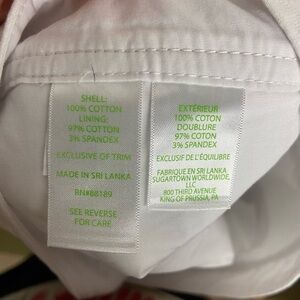 SHELL:
100% COTTON
LINING:
97% COTTON
3% SPANDEX
EXCLUSIVE OF TRIM
MADE IN SRI LANKA
RN#88189
SEE REVERSE
FOR CARE
EXTÉRIEUR
100% COTON
DOUBLURE
97% COTON
3% SPANDEX
EXCLUSIF DE L'ÉQUILIBRE
FABRIQUE EN SRI LANKA
SUGARTOWN WORLDWIDE,
LLC
800 THIRD AVENUE
KING OF PRUSSIA, PA